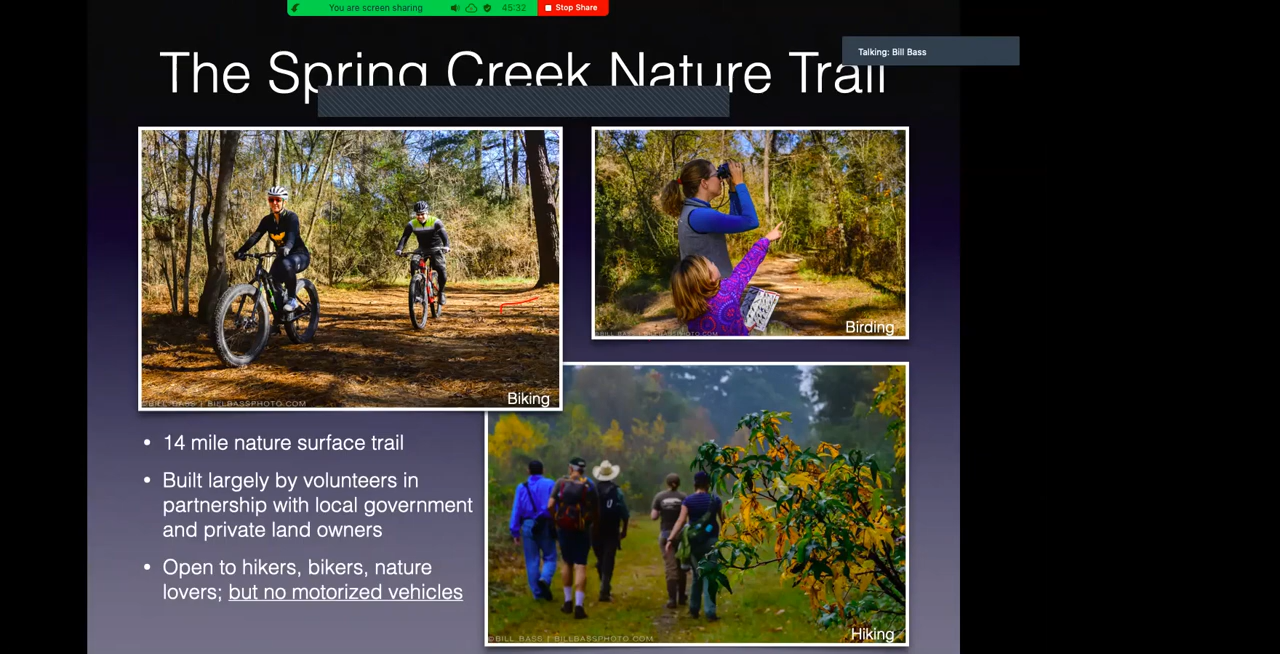 You are screen sharing 45:32 Stop Share
Talking: Bill Bass
The Spring Creek Nature Trail
©BILL BASS | BILLBASSPHOTO.COM
Biking
Birding
• 14 mile nature surface trail
• Built largely by volunteers in
partnership with local government
and private land owners
• Open to hikers, bikers, nature
lovers; but no motorized vehicles
©BILL BASS | BILLBASSPHOTO.COM
Hiking